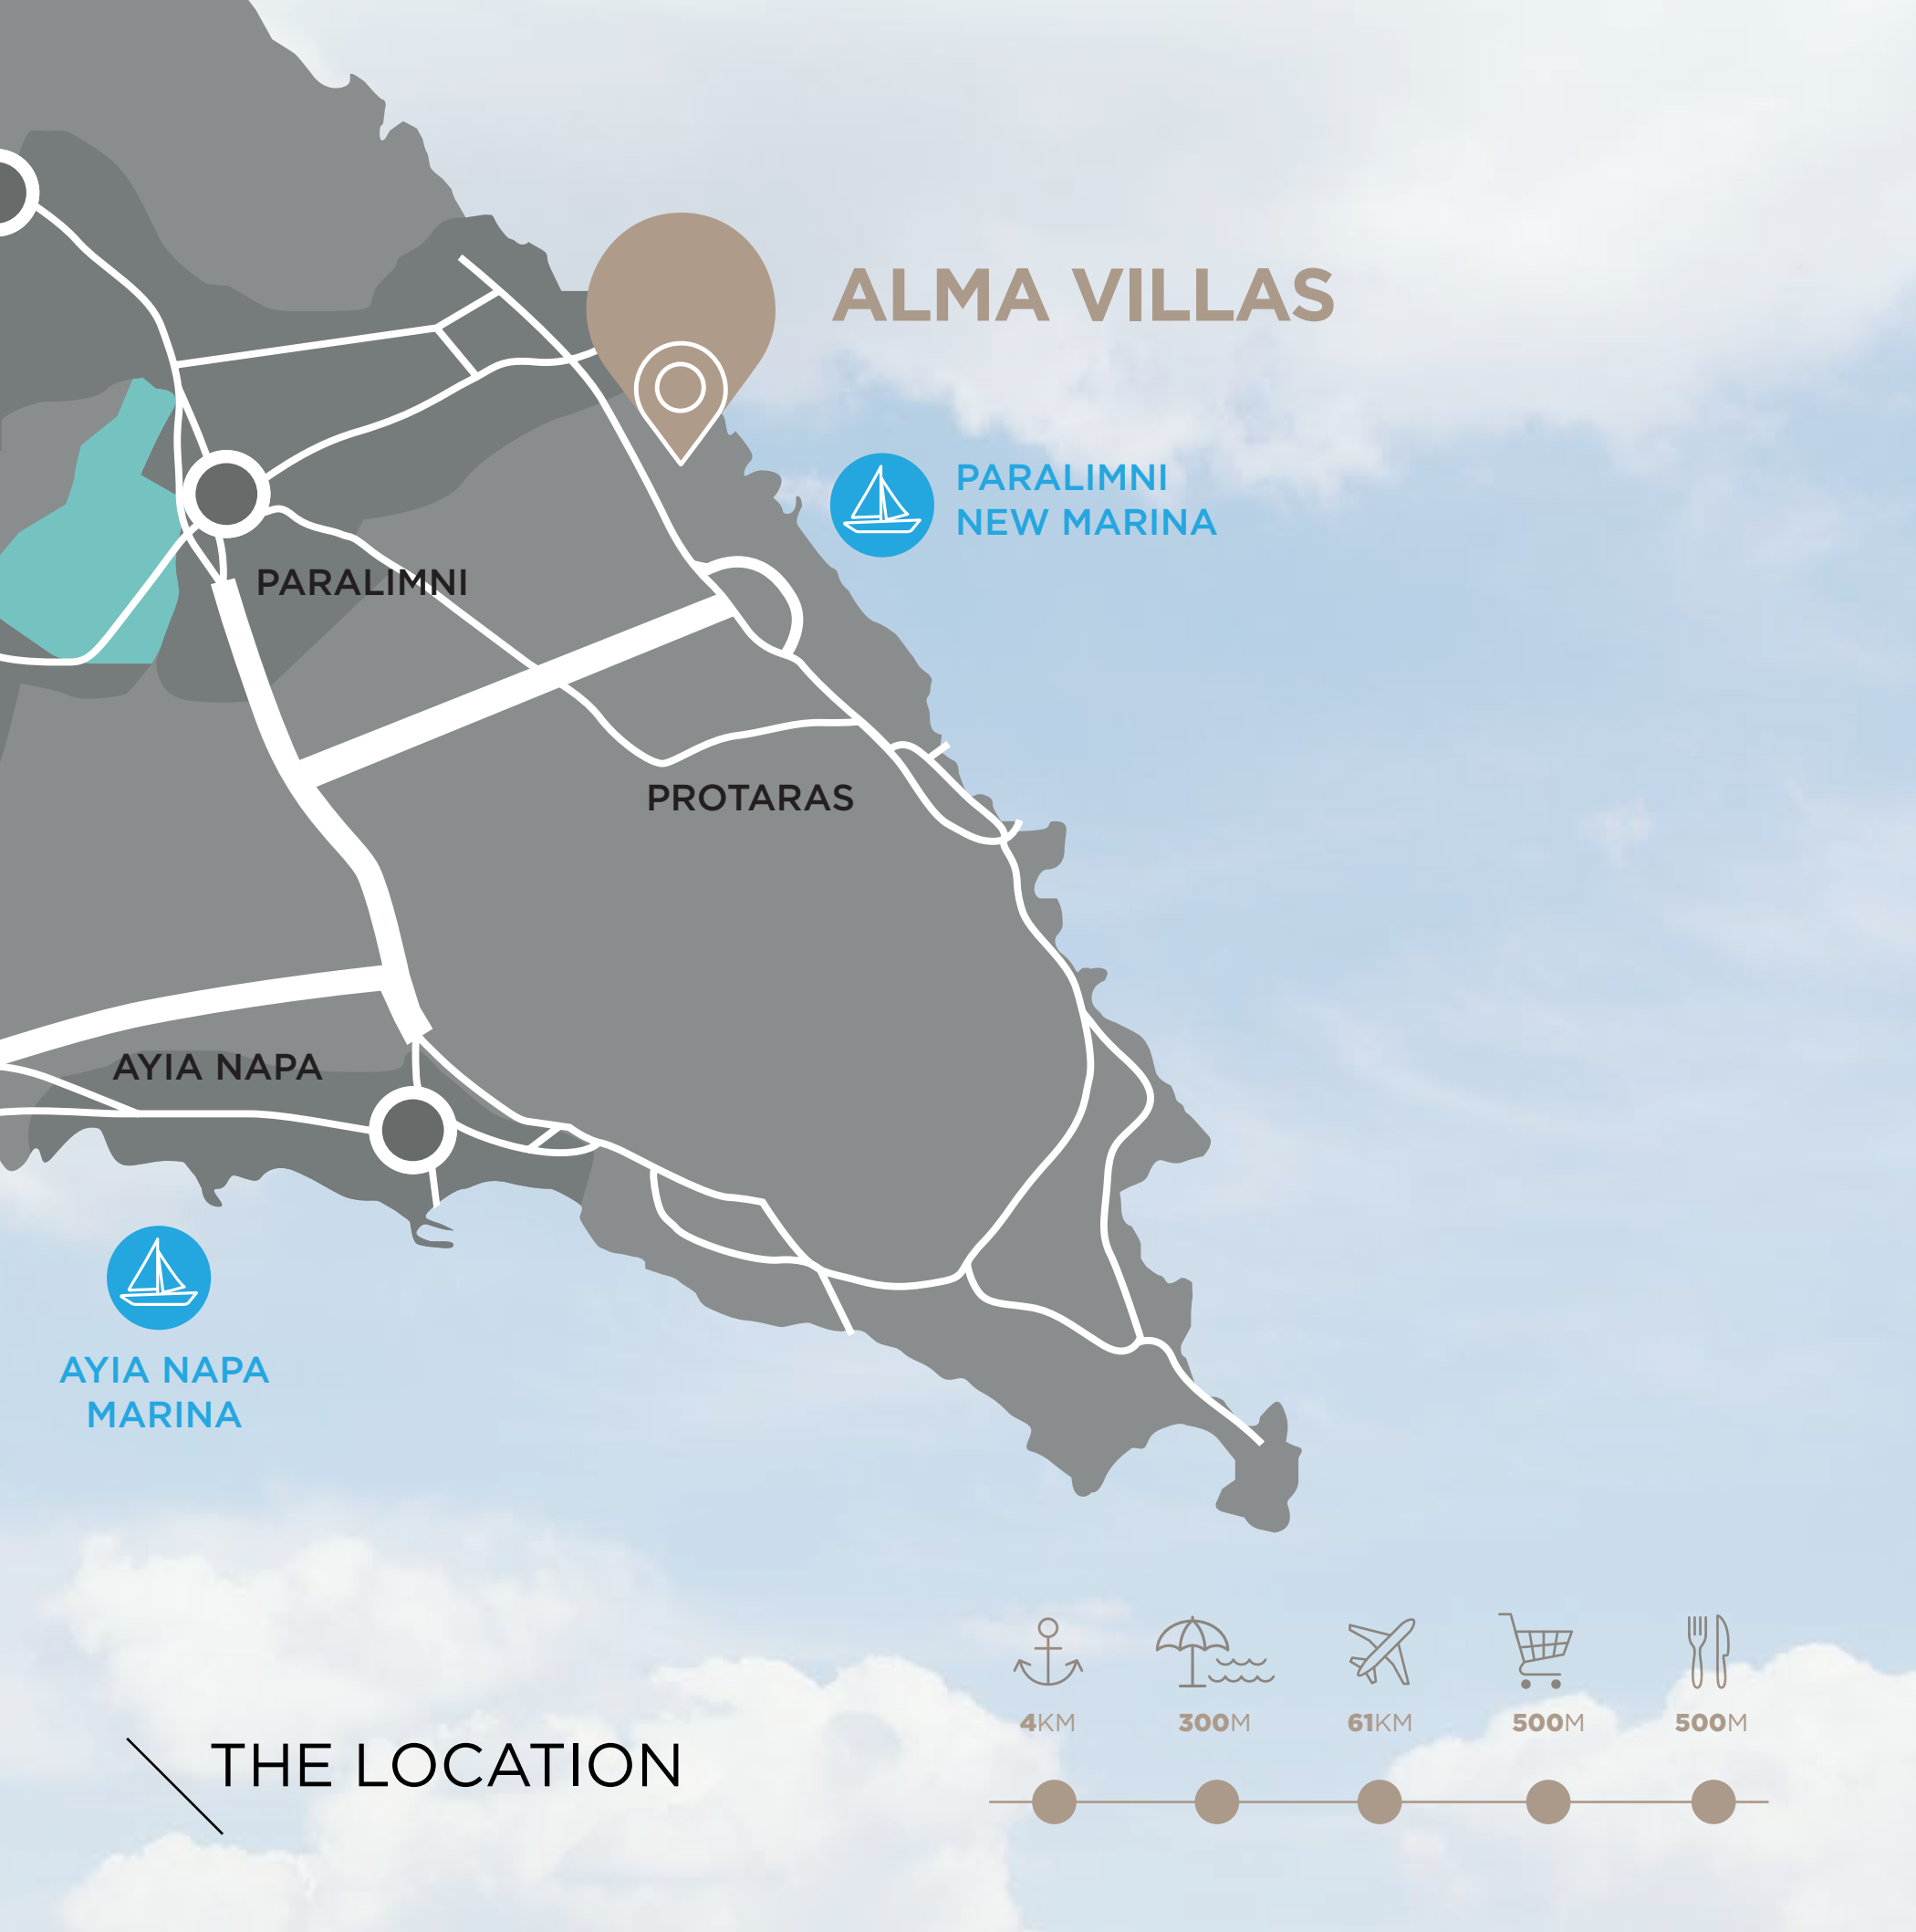 ALMA VILLAS
PARALIMNI
NEW MARINA
PARALIMNI
PROTARAS
AYIA NAPA
AYIA NAPA
MARINA
4KM
300M
61KM
500M
500M
THE LOCATION